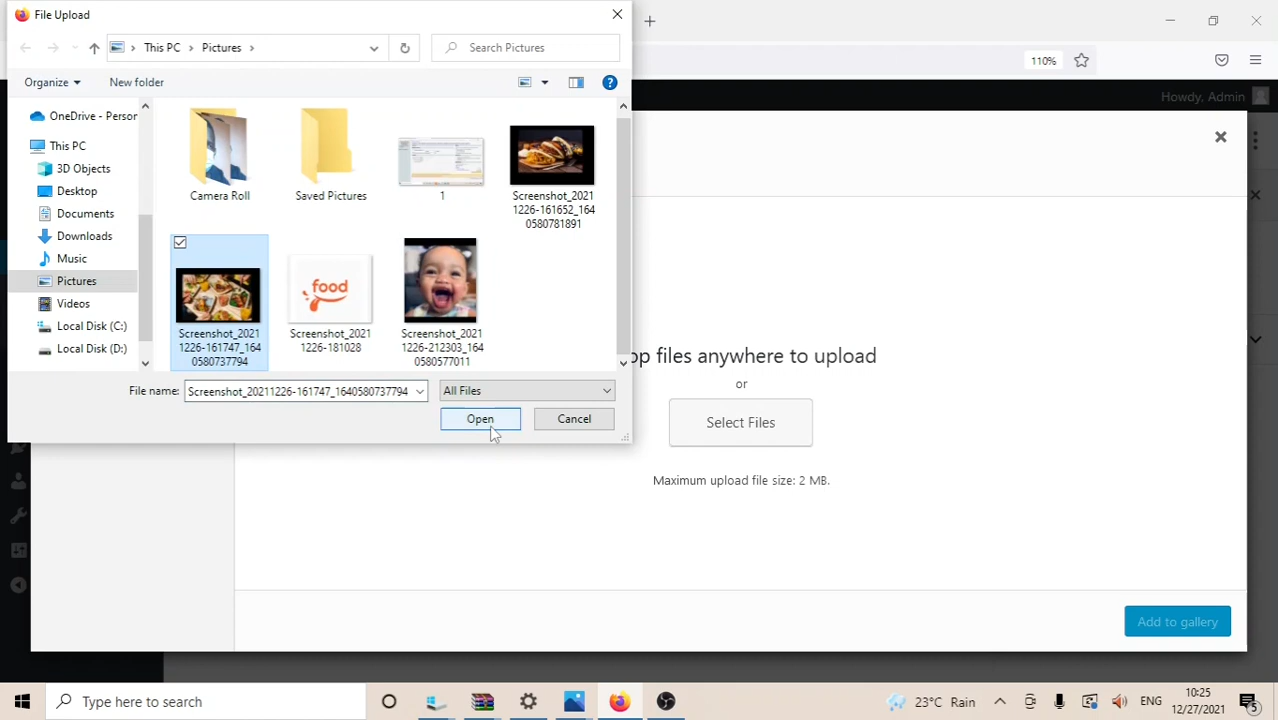 File Upload
This PC
Pictures
Search Pictures
110%
Organize
New folder
Howdy, Admin
OneDrive - Person
This PC
3D Objects
Desktop
Documents
Downloads
Music
Pictures
Videos
Local Disk (C:)
Local Disk (D:)
Camera Roll
Saved Pictures
1
Screenshot_2021
1226-161652_164
0580781891
food
Screenshot_2021
1226-161747_164
0580737794
Screenshot_2021
1226-181028
Screenshot_2021
1226-212303_164
0580577011
File name:
Screenshot_20211226-161747_1640580737794
All Files
Open
Cancel
op files anywhere to upload
or
Select Files
Maximum upload file size: 2 MB.
Add to gallery
Type here to search
23°C Rain
ENG
10:25
12/27/2021
5